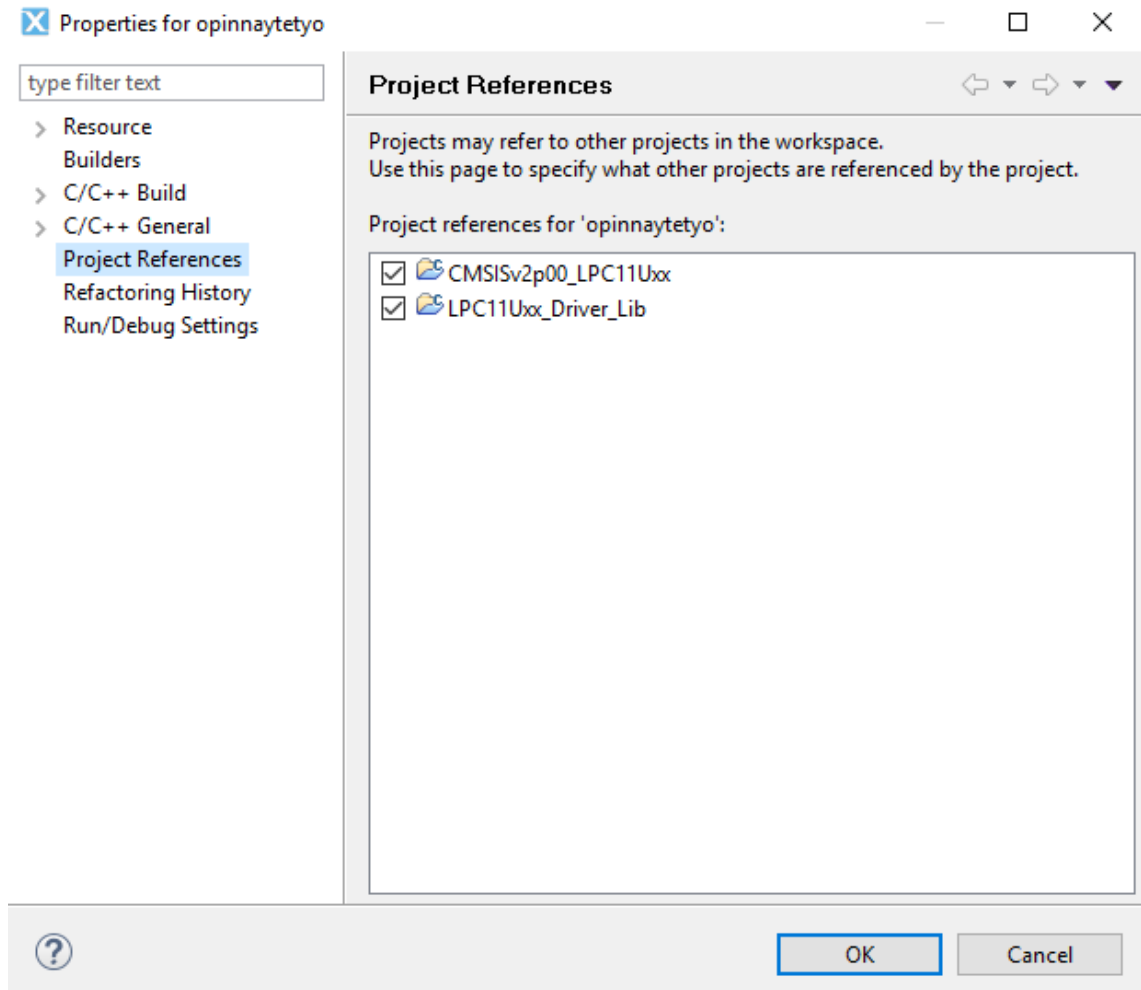 Properties for opinnaytetyo
type filter text
Resource
Builders
C/C++ Build
C/C++ General
Project References
Refactoring History
Run/Debug Settings
Project References
Projects may refer to other projects in the workspace.
Use this page to specify what other projects are referenced by the project.
Project references for 'opinnaytetyo':
CMSISv2p00_LPC11Uxx
LPC11Uxx_Driver_Lib
OK
Cancel